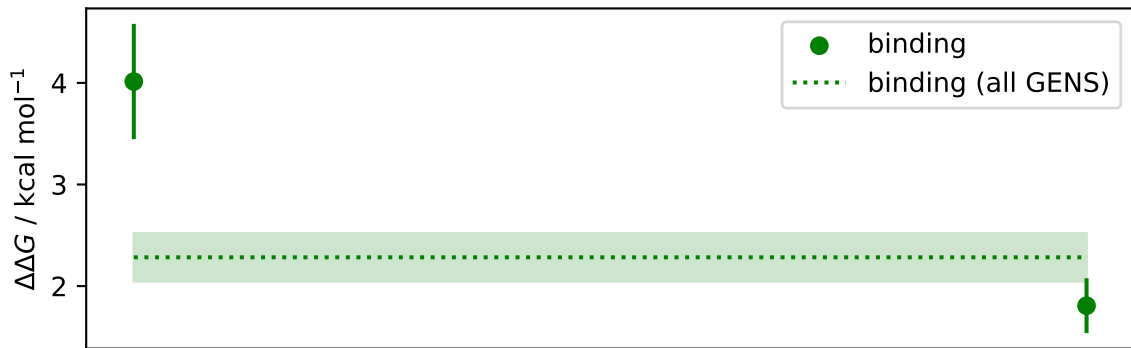 ΔΔG / kcal mol⁻¹
4
3
2
binding
binding (all GENS)